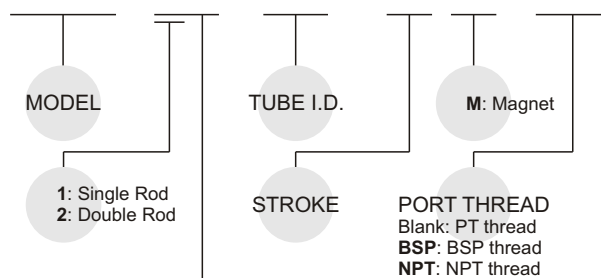 MODEL
TUBE I.D.
M: Magnet
1: Single Rod
2: Double Rod
STROKE
PORT THREAD
Blank: PT thread
BSP: BSP thread
NPT: NPT thread